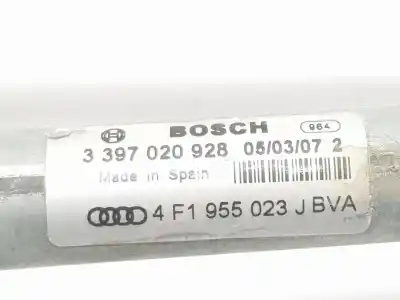 BOSCH 964
3 397 020 928 05/03/07 2
Made in Spain
4 F1 955 023 J BVA